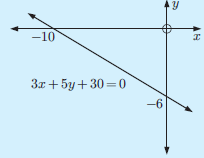 y
x
−10
3x + 5y + 30 = 0
−6